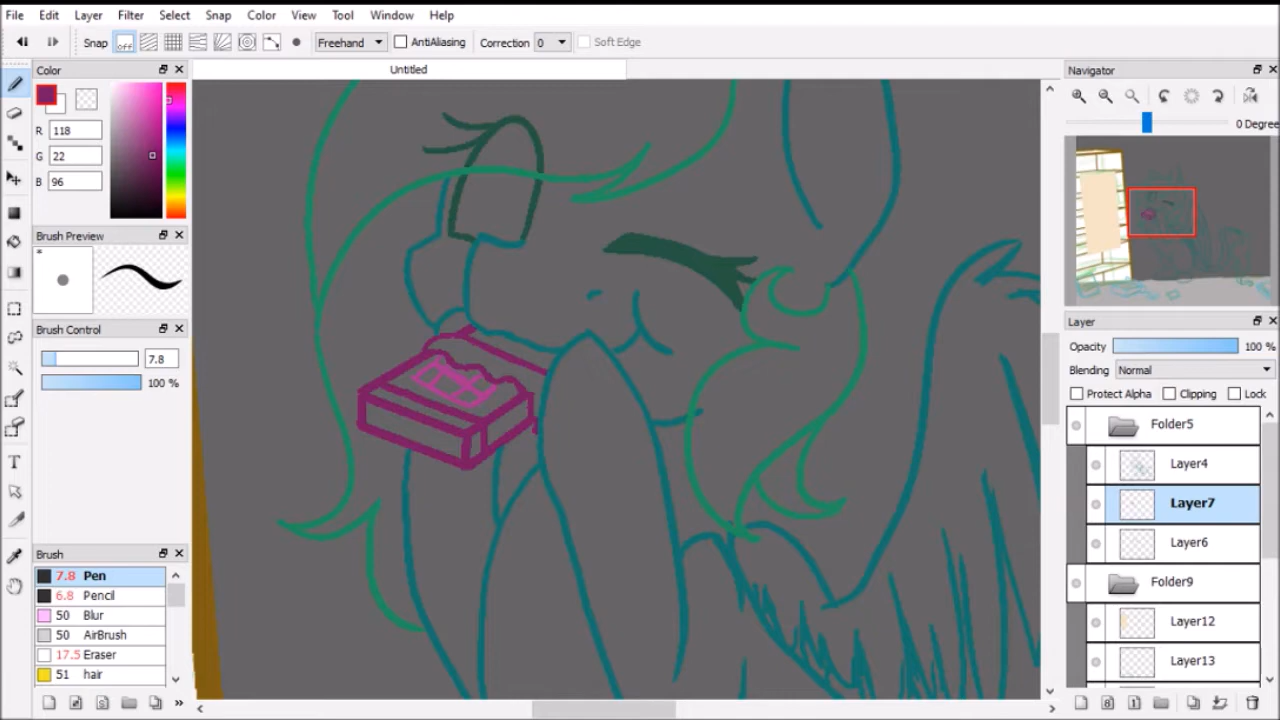 File Edit Layer Filter Select Snap Color View Tool Window Help
Snap OFF Freehand AntiAliasing Correction 0 Soft Edge
Color
Untitled
Navigator
R 118
G 22
B 96
0 Degree
Brush Preview
*
Brush Control
7.8
100 %
Layer
Opacity 100 %
Blending Normal
Protect Alpha Clipping Lock
Folder5
Layer4
Layer7
Layer6
Folder9
Layer12
Layer13
Brush
7.8 Pen
6.8 Pencil
50 Blur
50 AirBrush
17.5 Eraser
51 hair